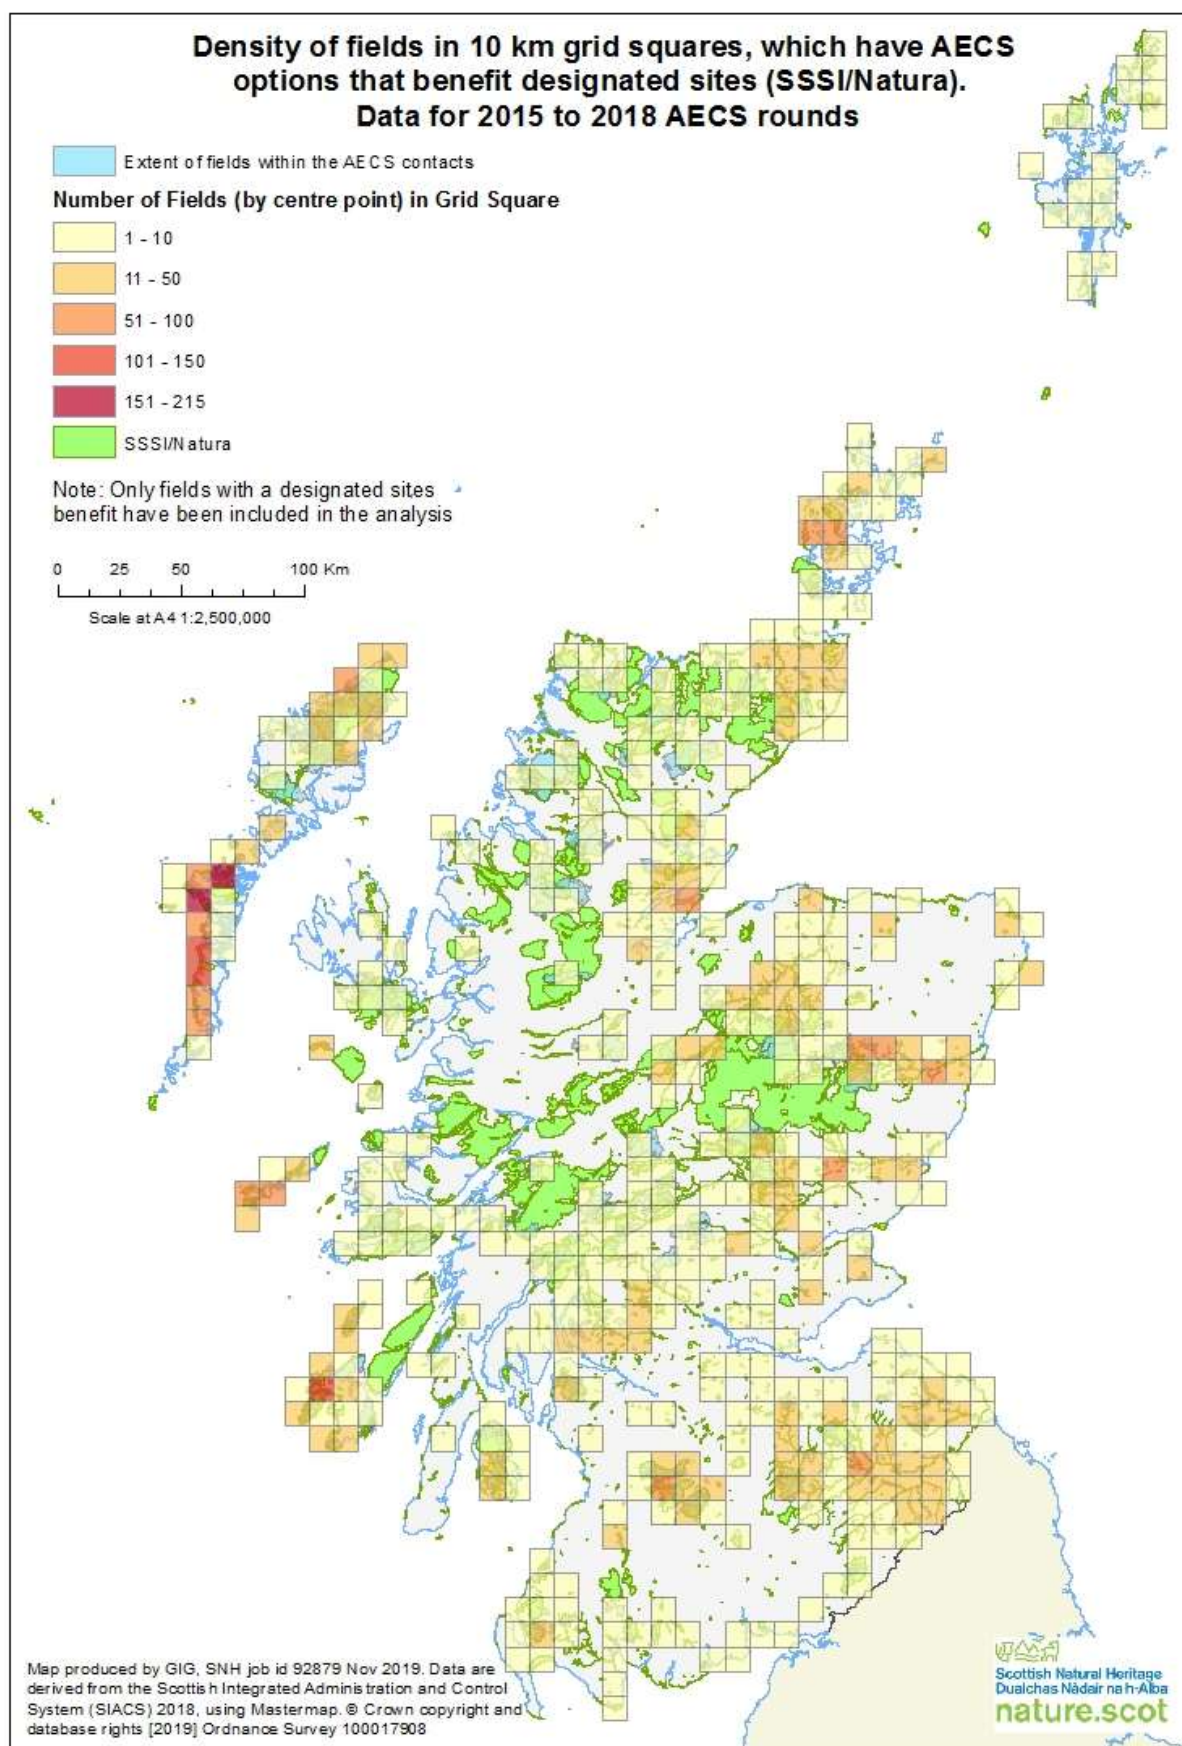 Density of fields in 10 km grid squares, which have AECS
options that benefit designated sites (SSSI/Natura).
Data for 2015 to 2018 AECS rounds
Extent of fields within the AECS contacts
Number of Fields (by centre point) in Grid Square
1 - 10
11 - 50
51 - 100
101 - 150
151 - 215
SSSI/Natura
Note: Only fields with a designated sites
benefit have been included in the analysis
0 25 50 100 Km
Scale at A4 1:2,500,000
Map produced by GIG, SNH job id 92879 Nov 2019. Data are
derived from the Scottish Integrated Administration and Control
System (SIACS) 2018, using Mastermap. © Crown copyright and
database rights [2019] Ordnance Survey 100017908
Scottish Natural Heritage
Dualchas Nàdair na h-Alba
nature.scot